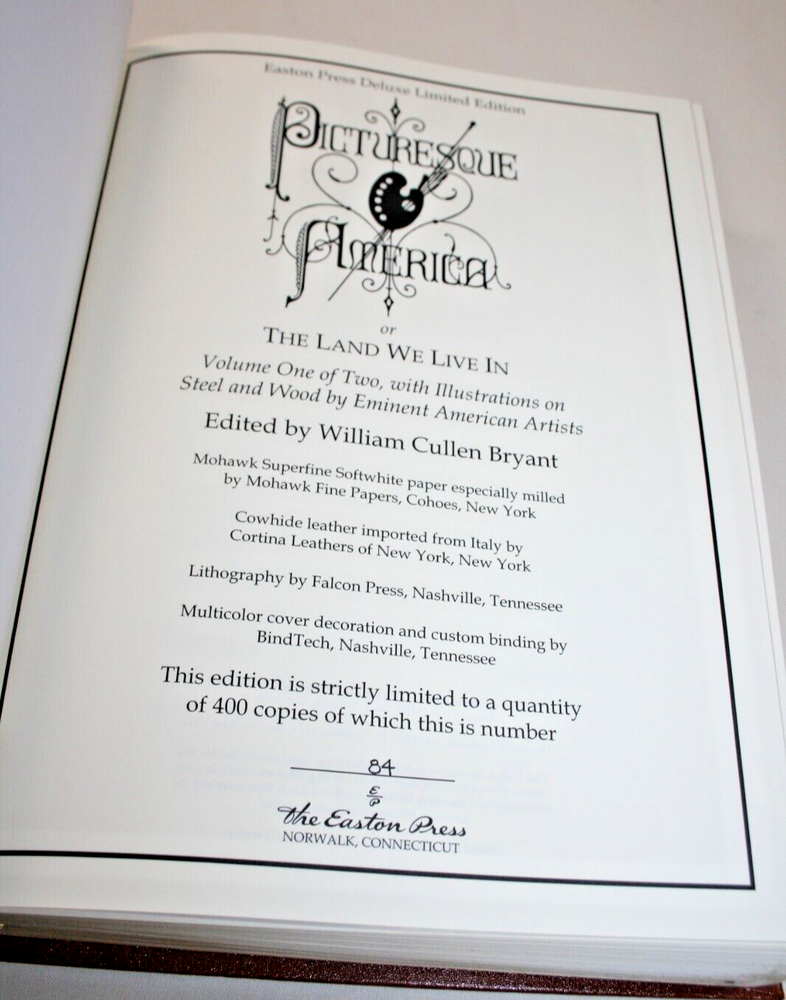 Easton Press Deluxe Limited Edition
PICTURESQUE
AMERICA
or
THE LAND WE LIVE IN
Volume One of Two, with Illustrations on
Steel and Wood by Eminent American Artists
Edited by William Cullen Bryant
Mohawk Superfine Softwhite paper especially milled
by Mohawk Fine Papers, Cohoes, New York
Cowhide leather imported from Italy by
Cortina Leathers of New York, New York
Lithography by Falcon Press, Nashville, Tennessee
Multicolor cover decoration and custom binding by
BindTech, Nashville, Tennessee
This edition is strictly limited to a quantity
of 400 copies of which this is number
84
E
P
the Easton Press
NORWALK, CONNECTICUT